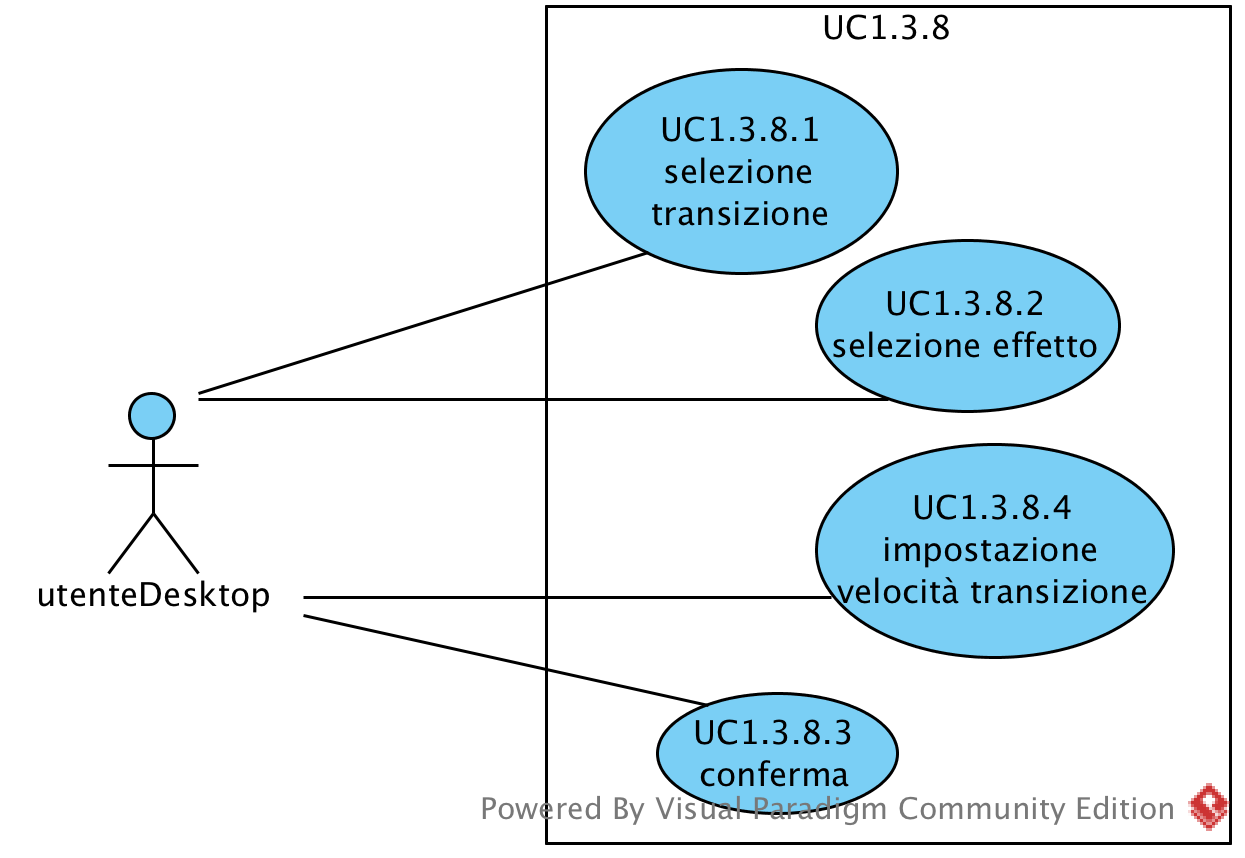 UC1.3.8
UC1.3.8.1
selezione
transizione
UC1.3.8.2
selezione effetto
UC1.3.8.4
impostazione
velocità transizione
utenteDesktop
UC1.3.8.3
conferma
Powered By Visual Paradigm Community Edition